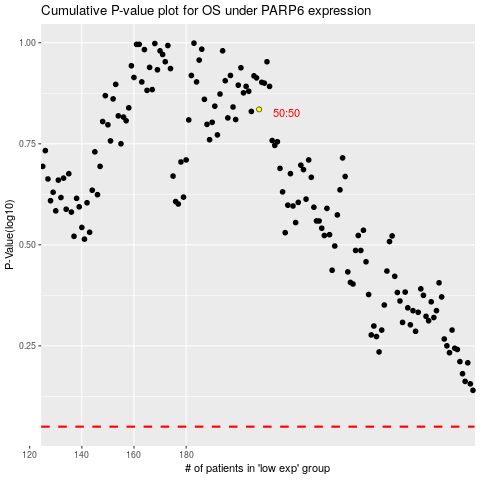 Cumulative P-value plot for OS under PARP6 expression
P-Value(log10)
1.00
0.75
0.50
0.25
50:50
120 140 160 180
# of patients in 'low exp' group